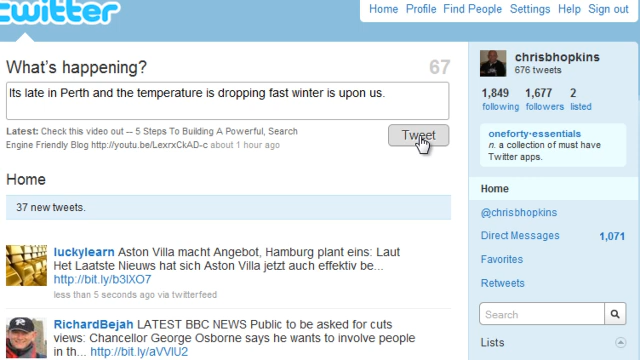 twitter
Home Profile Find People Settings Help Sign out
What's happening?
67
Its late in Perth and the temperature is dropping fast winter is upon us.
Latest: Check this video out -- 5 Steps To Building A Powerful, Search
Engine Friendly Blog http://youtu.be/LexrxCkAD-c about 1 hour ago
Tweet
Home
37 new tweets.
luckylearn Aston Villa macht Angebot, Hamburg plant eins: Laut
Het Laatste Nieuws hat sich Aston Villa jetzt auch effektiv be...
http://bit.ly/b3lXO7
less than 5 seconds ago via twitterfeed
RichardBejah LATEST BBC NEWS Public to be asked for cuts
views: Chancellor George Osborne says he wants to involve people
in th... http://bit.ly/aVVlU2
chrisbhopkins
676 tweets
1,849 1,677 2
following followers listed
oneforty·essentials
n. a collection of must have
Twitter apps.
Home
@chrisbhopkins
Direct Messages 1,071
Favorites
Retweets
Search
Lists